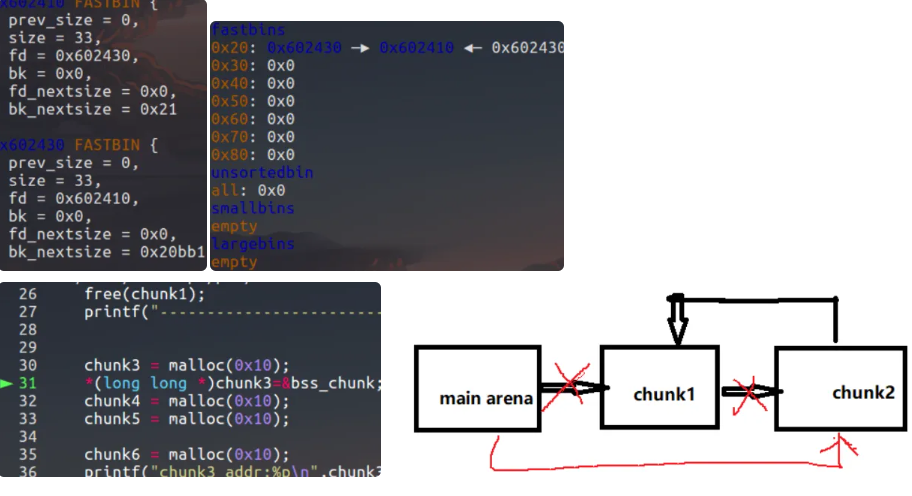 0x602410 FASTBIN {
prev_size = 0,
size = 33,
fd = 0x602430,
bk = 0x0,
fd_nextsize = 0x0,
bk_nextsize = 0x21
x602430 FASTBIN {
prev_size = 0,
size = 33,
fd = 0x602410,
bk = 0x0,
fd_nextsize = 0x0,
bk_nextsize = 0x20bb1
fastbins
0x20: 0x602430 → 0x602410 ← 0x602430
0x30: 0x0
0x40: 0x0
0x50: 0x0
0x60: 0x0
0x70: 0x0
0x80: 0x0
unsortedbin
all: 0x0
smallbins
empty
largebins
empty
26 free(chunk1);
27 printf("------------------------
28
29
30 chunk3 = malloc(0x10);
31 *(long long *)chunk3=&bss_chunk;
32 chunk4 = malloc(0x10);
33 chunk5 = malloc(0x10);
34
35 chunk6 = malloc(0x10);
36 printf("chunk3 addr:%p\n",chunk3
main arena
chunk1
chunk2